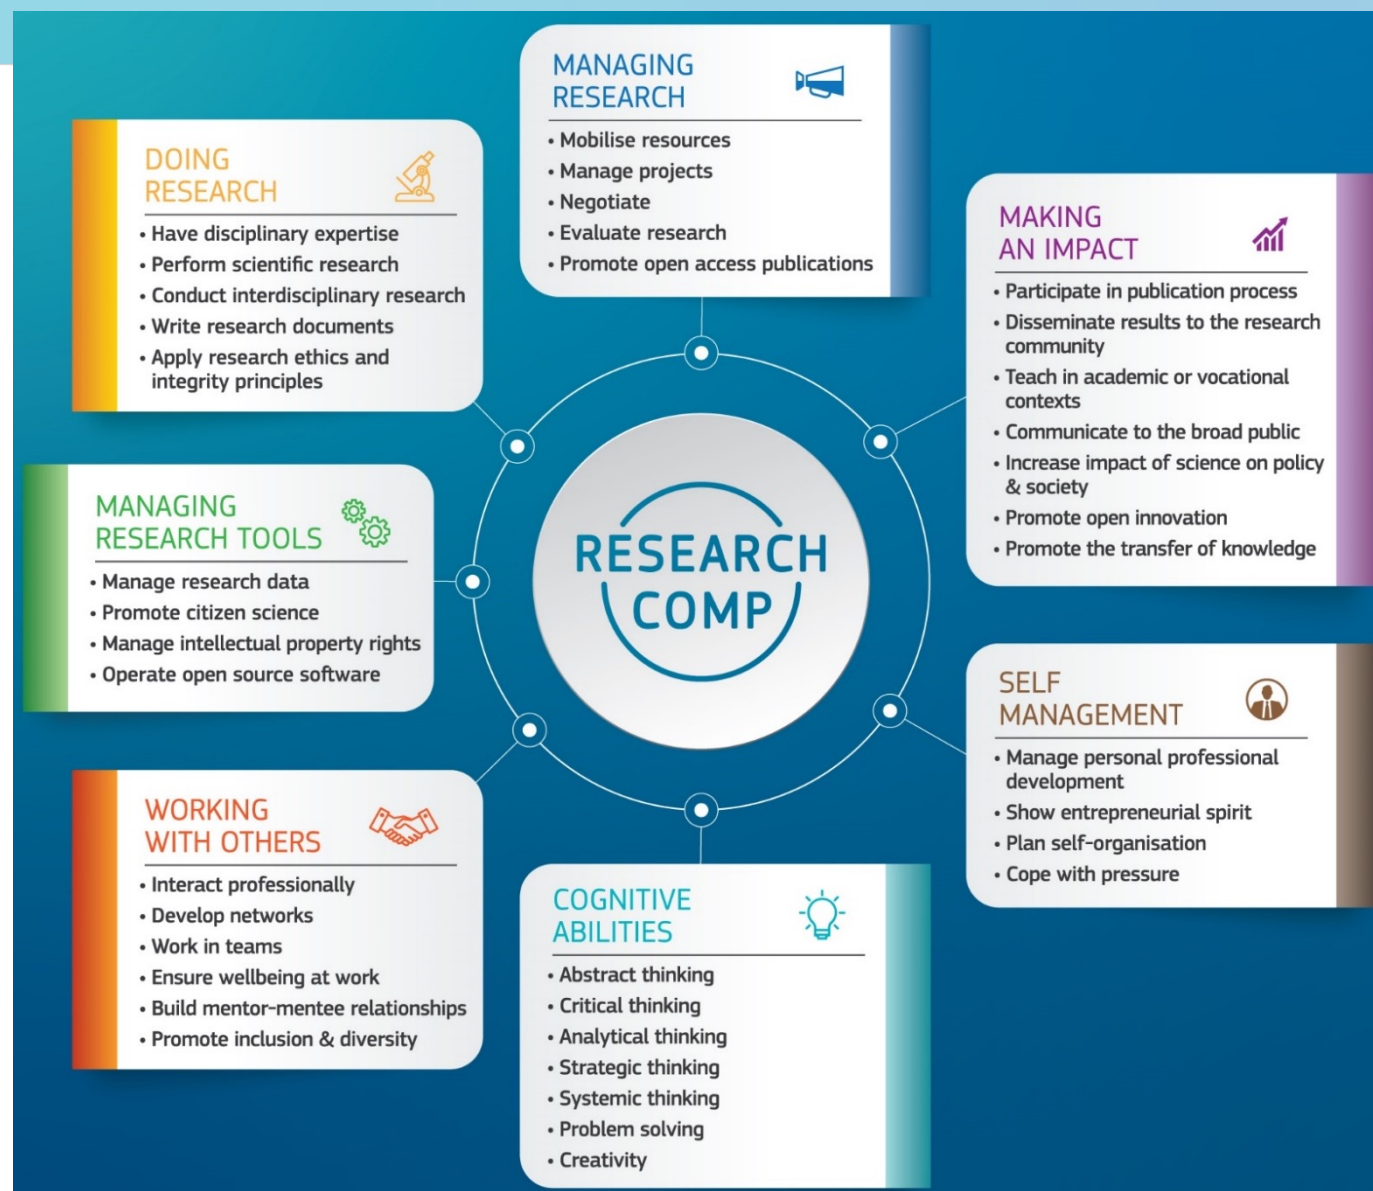 MANAGING
RESEARCH
• Mobilise resources
• Manage projects
• Negotiate
• Evaluate research
• Promote open access publications
DOING
RESEARCH
• Have disciplinary expertise
• Perform scientific research
• Conduct interdisciplinary research
• Write research documents
• Apply research ethics and
integrity principles
MAKING
AN IMPACT
• Participate in publication process
• Disseminate results to the research
community
• Teach in academic or vocational
contexts
• Communicate to the broad public
• Increase impact of science on policy
& society
• Promote open innovation
• Promote the transfer of knowledge
MANAGING
RESEARCH TOOLS
• Manage research data
• Promote citizen science
• Manage intellectual property rights
• Operate open source software
RESEARCH
COMP
SELF
MANAGEMENT
• Manage personal professional
development
• Show entrepreneurial spirit
• Plan self-organisation
• Cope with pressure
WORKING
WITH OTHERS
• Interact professionally
• Develop networks
• Work in teams
• Ensure wellbeing at work
• Build mentor-mentee relationships
• Promote inclusion & diversity
COGNITIVE
ABILITIES
• Abstract thinking
• Critical thinking
• Analytical thinking
• Strategic thinking
• Systemic thinking
• Problem solving
• Creativity